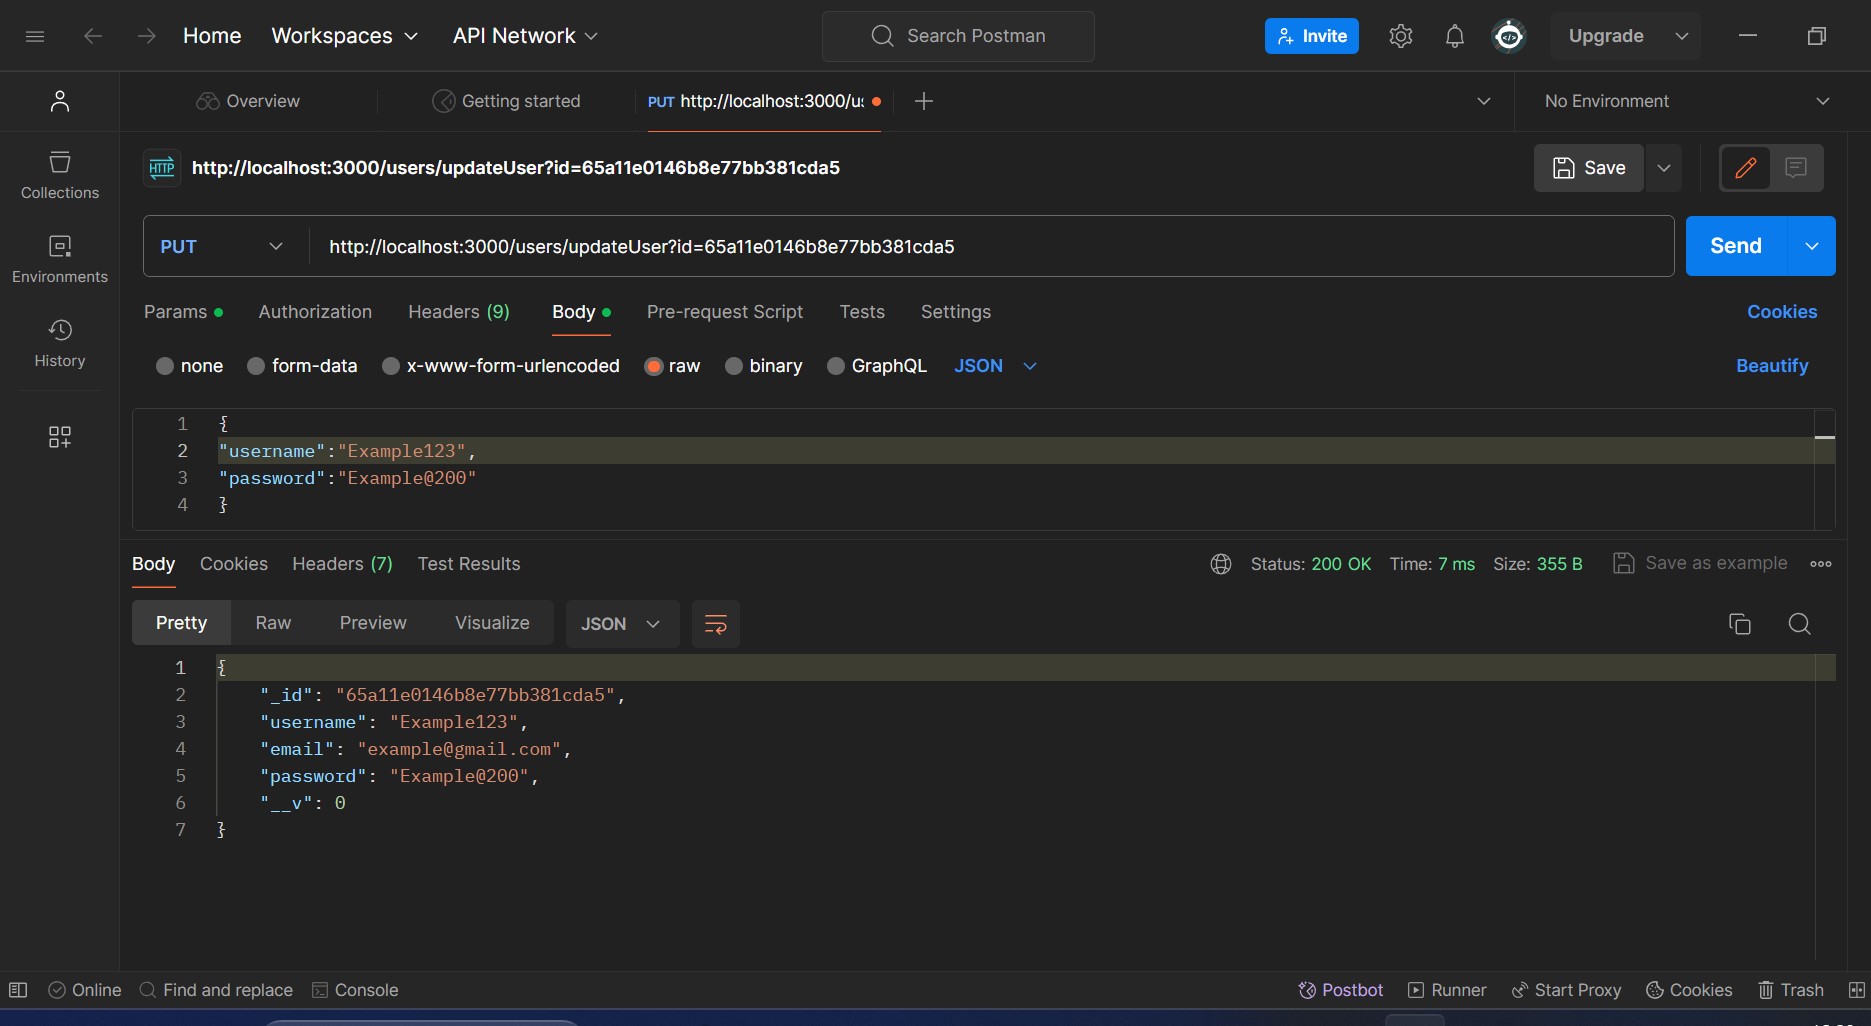 Home Workspaces API Network Search Postman Invite Upgrade
Overview Getting started PUT http://localhost:3000/us No Environment
HTTP http://localhost:3000/users/updateUser?id=65a11e0146b8e77bb381cda5 Save
Collections
PUT http://localhost:3000/users/updateUser?id=65a11e0146b8e77bb381cda5 Send
Environments
Params Authorization Headers (9) Body Pre-request Script Tests Settings Cookies
History
none form-data x-www-form-urlencoded raw binary GraphQL JSON Beautify
1 {
2 "username":"Example123",
3 "password":"Example@200"
4 }
Body Cookies Headers (7) Test Results Status: 200 OK Time: 7 ms Size: 355 B Save as example
Pretty Raw Preview Visualize JSON
1 {
2 "_id": "65a11e0146b8e77bb381cda5",
3 "username": "Example123",
4 "email": "example@gmail.com",
5 "password": "Example@200",
6 "__v": 0
7 }
Online Find and replace Console Postbot Runner Start Proxy Cookies Trash